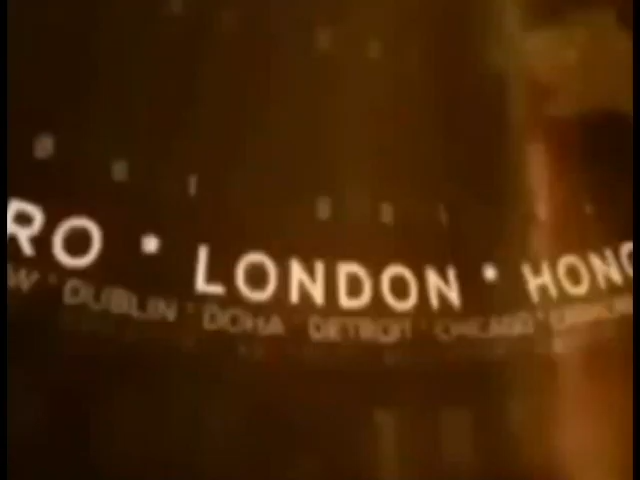 RO • LONDON • HONG
W • DUBLIN • DOHA • DETROIT • CHICAGO •